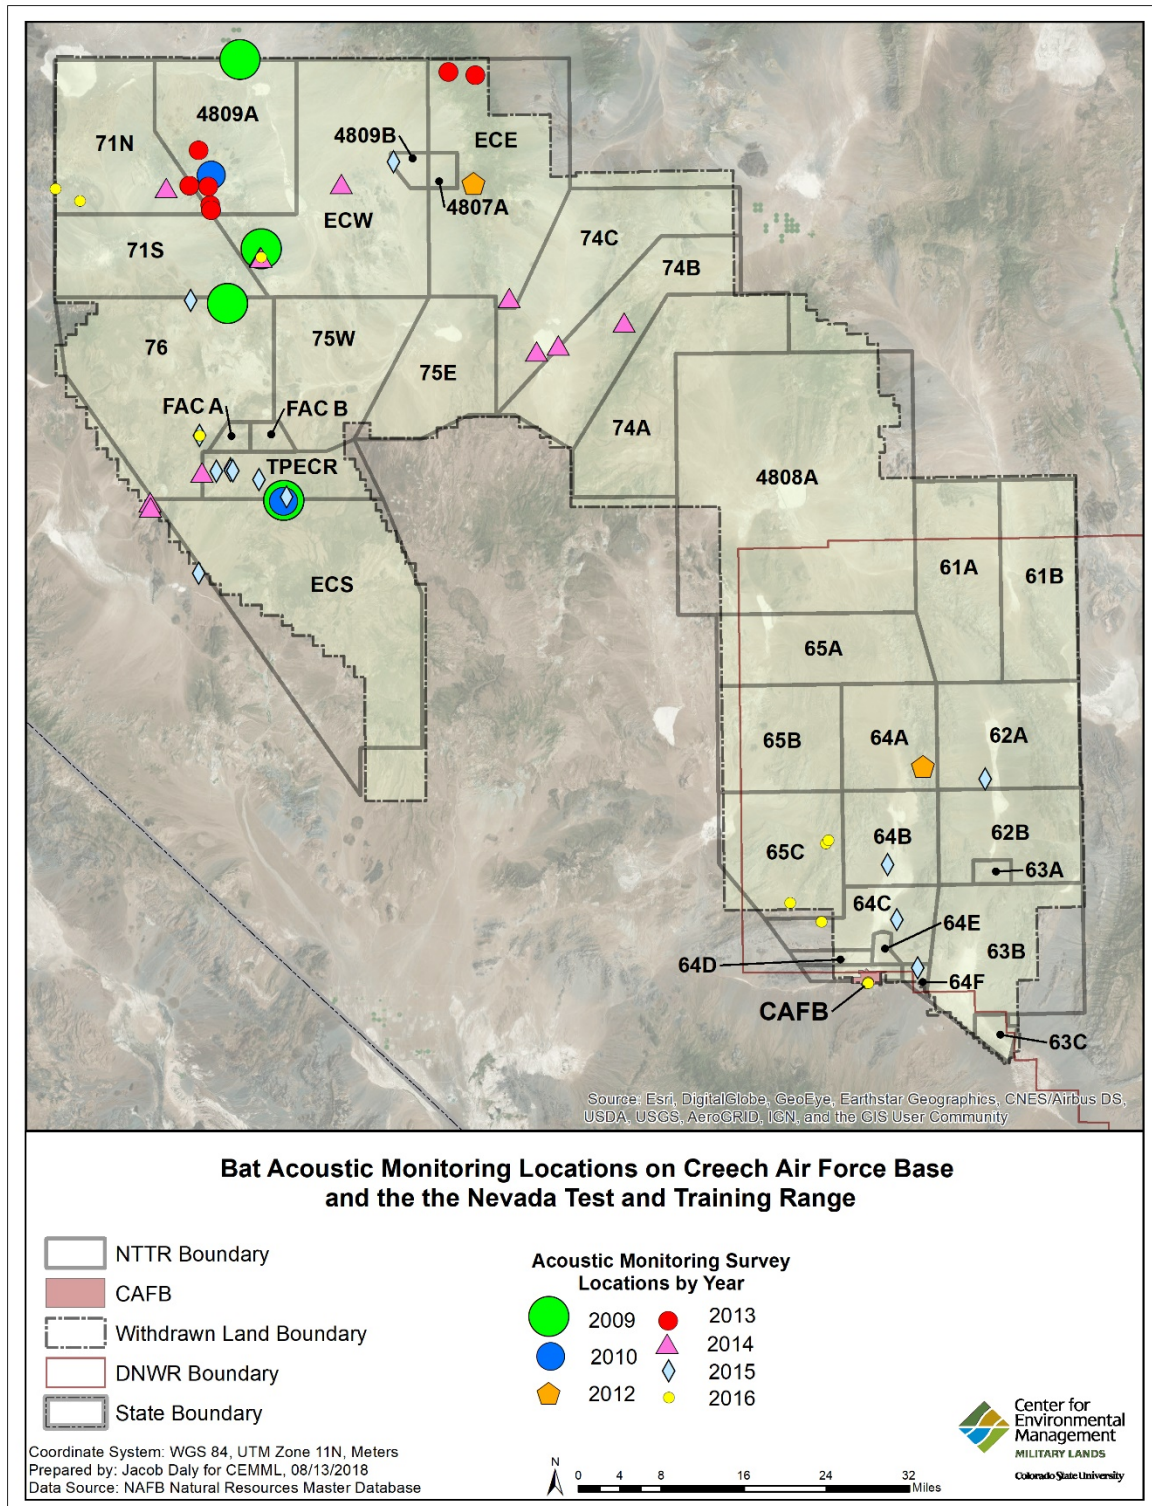 4809A
71N
4809B
ECE
4807A
ECW
71S
74C
74B
76
75W
75E
FAC A
FAC B
74A
TPECR
4808A
ECS
61A
61B
65A
65B
64A
62A
65C
64B
62B
63A
64C
64E
64D
63B
64F
CAFB
63C
Source: Esri, DigitalGlobe, GeoEye, Earthstar Geographics, CNES/Airbus DS,
USDA, USGS, AeroGRID, IGN, and the GIS User Community
Bat Acoustic Monitoring Locations on Creech Air Force Base
and the the Nevada Test and Training Range
NTTR Boundary
CAFB
Withdrawn Land Boundary
DNWR Boundary
State Boundary
Acoustic Monitoring Survey
Locations by Year
2009
2010
2012
2013
2014
2015
2016
Coordinate System: WGS 84, UTM Zone 11N, Meters
Prepared by: Jacob Daly for CEMML, 08/13/2018
Data Source: NAFB Natural Resources Master Database
N
0 4 8 16 24 32
Miles
Center for
Environmental
Management
MILITARY LANDS
Colorado State University